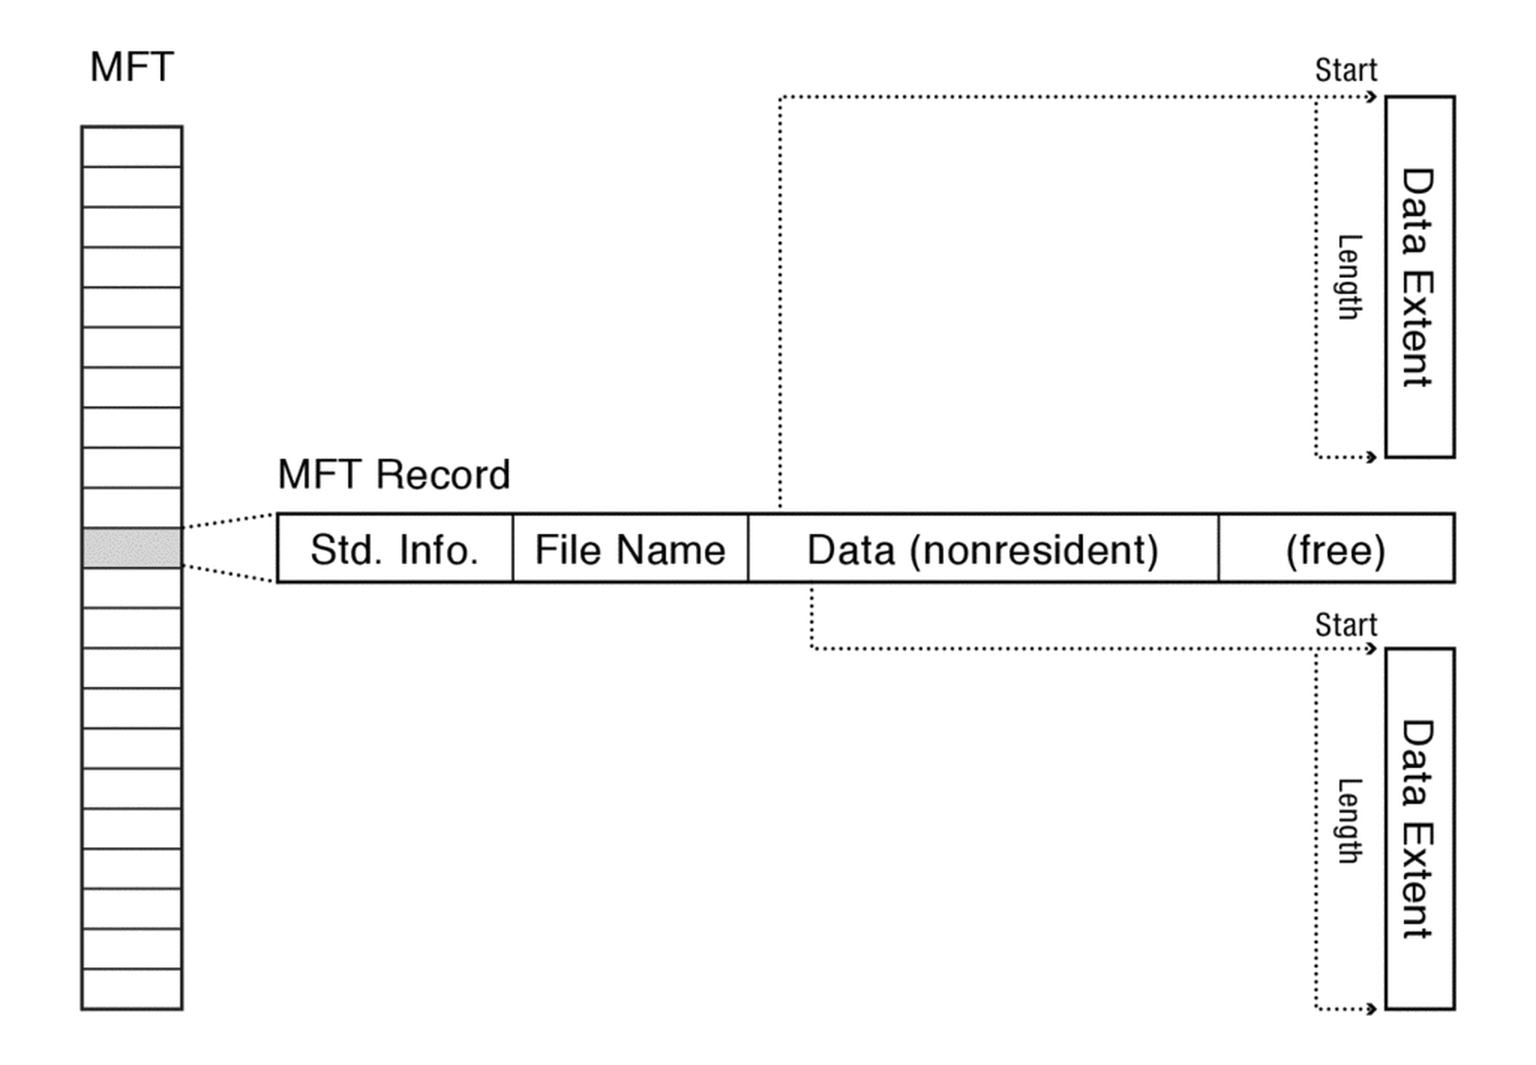 MFT
Start
Length
Data Extent
MFT Record
Std. Info.
File Name
Data (nonresident)
(free)
Start
Length
Data Extent